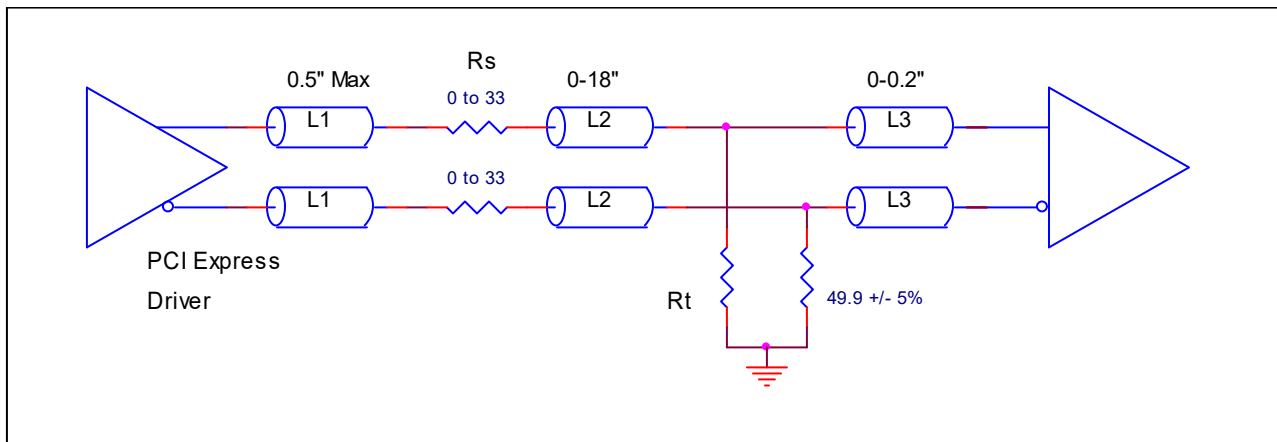 Rs
0.5" Max
0-18"
0-0.2"
0 to 33
L1
L2
L3
0 to 33
L1
L2
L3
PCI Express
Driver
Rt
49.9 +/- 5%